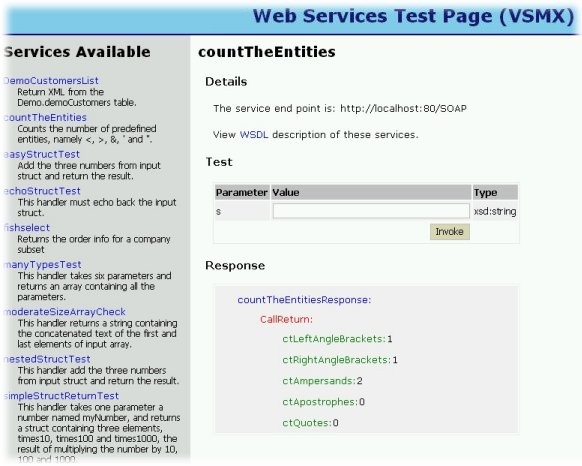 Web Services Test Page (VSMX)
Services Available
DemoCustomersList
Return XML from the
Demo.demoCustomers table.
countTheEntities
Counts the number of predefined
entities, namely <, >, &, ' and ".
easyStructTest
Add the three numbers from input
struct and return the result.
echoStructTest
This handler must echo back the input
struct.
fishselect
Returns the order info for a company
subset
manyTypesTest
This handler takes six parameters and
returns an array containing all the
parameters.
moderateSizeArrayCheck
This handler returns a string containing
the concatenated text of the first and
last elements of input array.
nestedStructTest
This handler add the three numbers
from input struct and return the result.
simpleStructReturnTest
This handler takes one parameter a
number named myNumber, and returns
a struct containing three elements,
times10, times100 and times1000, the
result of multiplying the number by 10,
100 and 1000.
countTheEntities
Details
The service end point is: http://localhost:80/SOAP
View WSDL description of these services.
Test
Parameter Value Type
s xsd:string
Invoke
Response
countTheEntitiesResponse:
CallReturn:
ctLeftAngleBrackets:1
ctRightAngleBrackets:1
ctAmpersands:2
ctApostrophes:0
ctQuotes:0